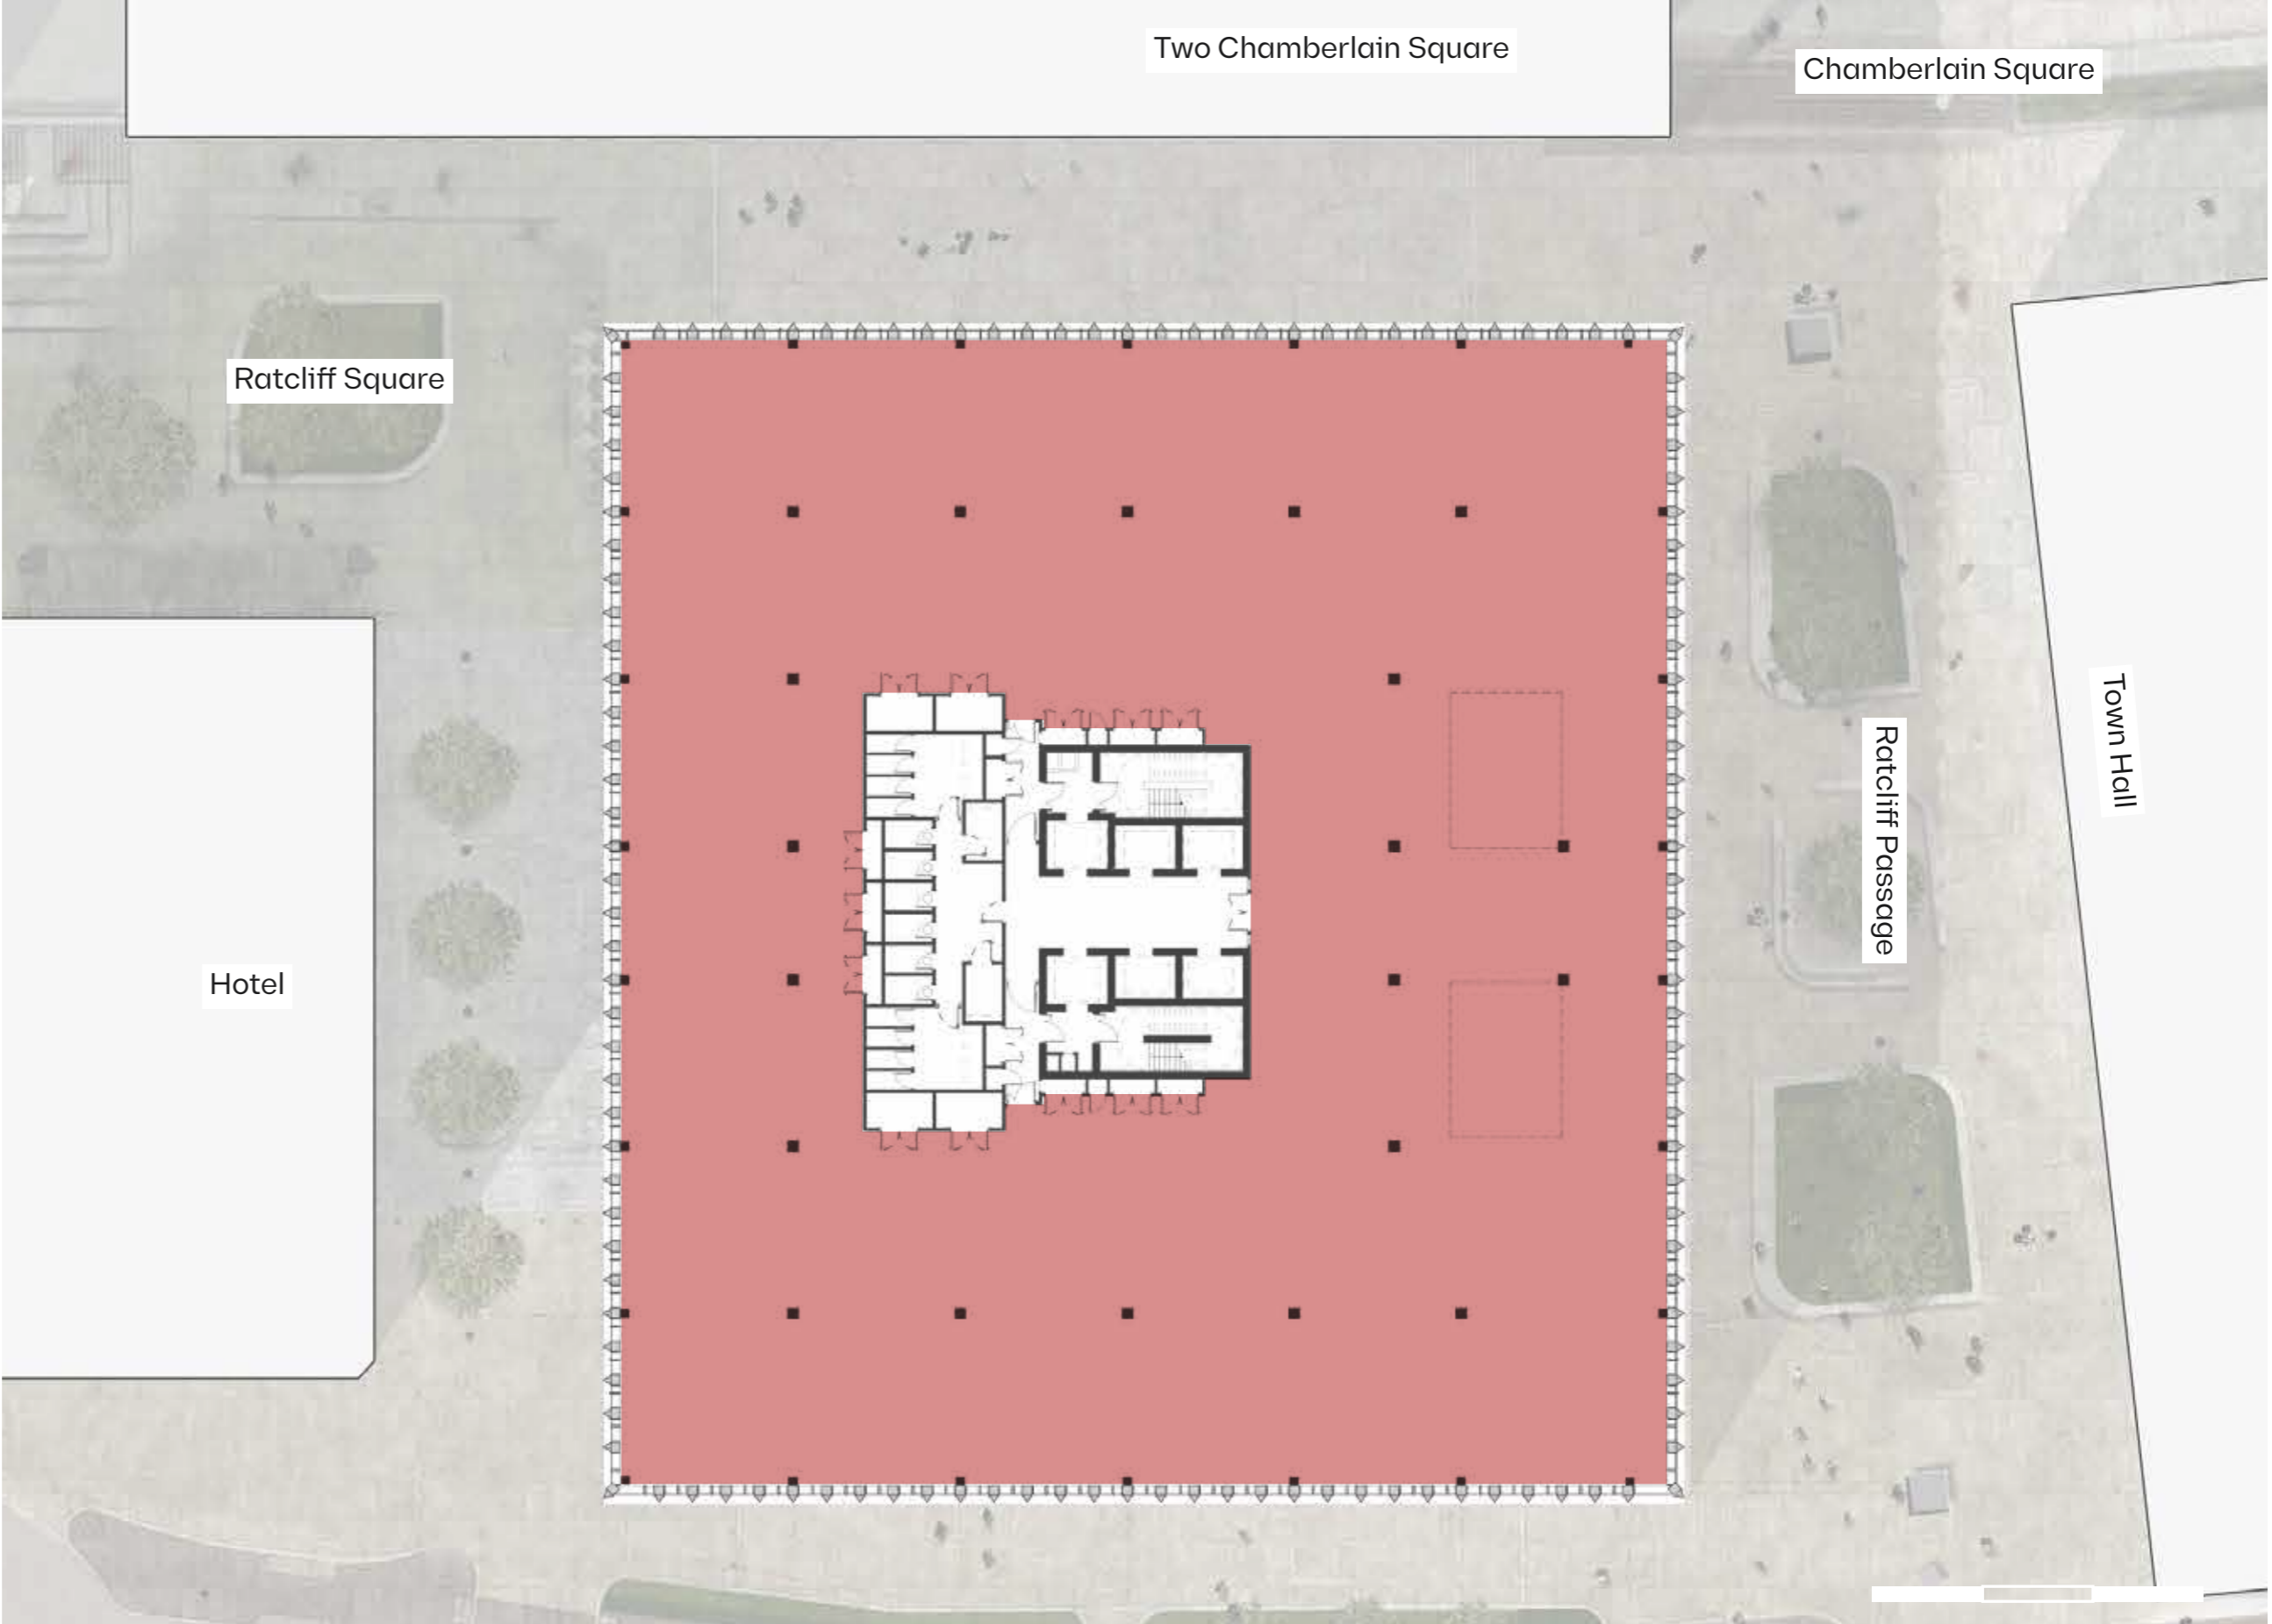 Two Chamberlain Square
Chamberlain Square
Ratcliff Square
Town Hall
Ratcliff Passage
Hotel